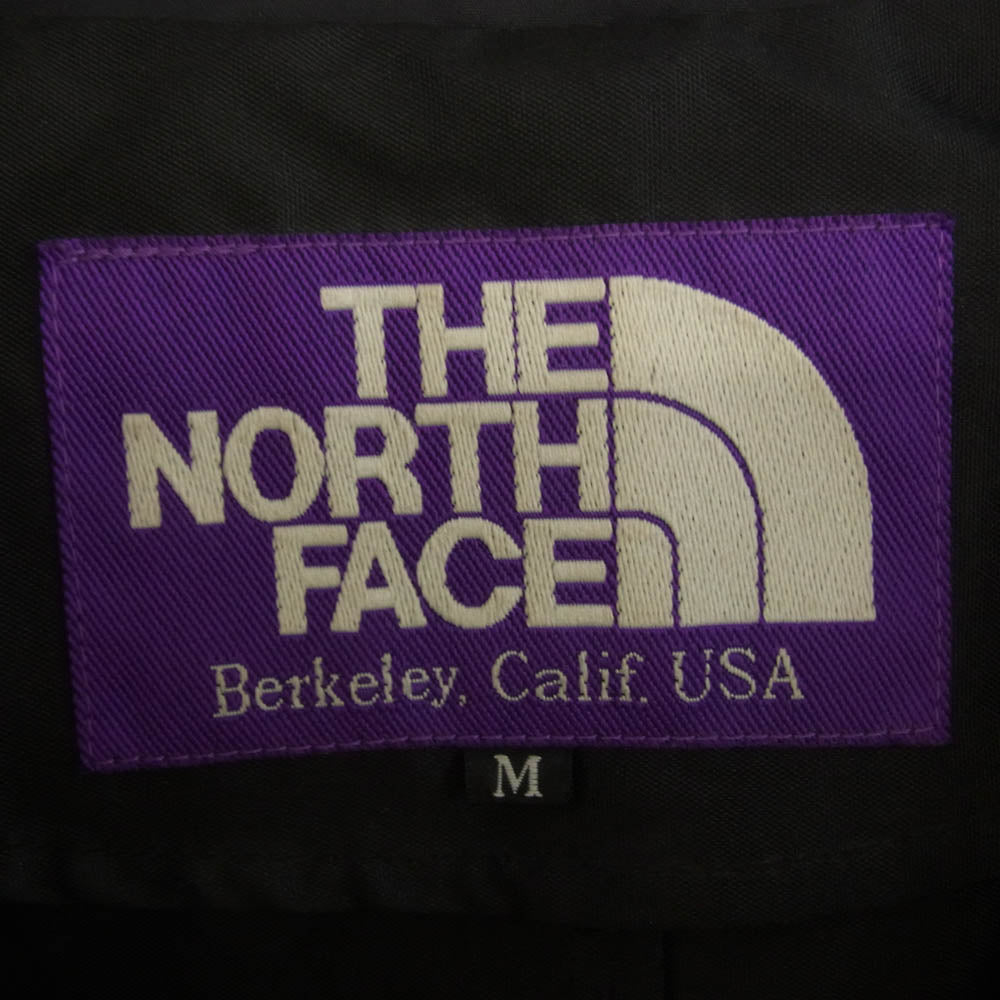 THE
NORTH
FACE
Berkeley, Calif. USA
M